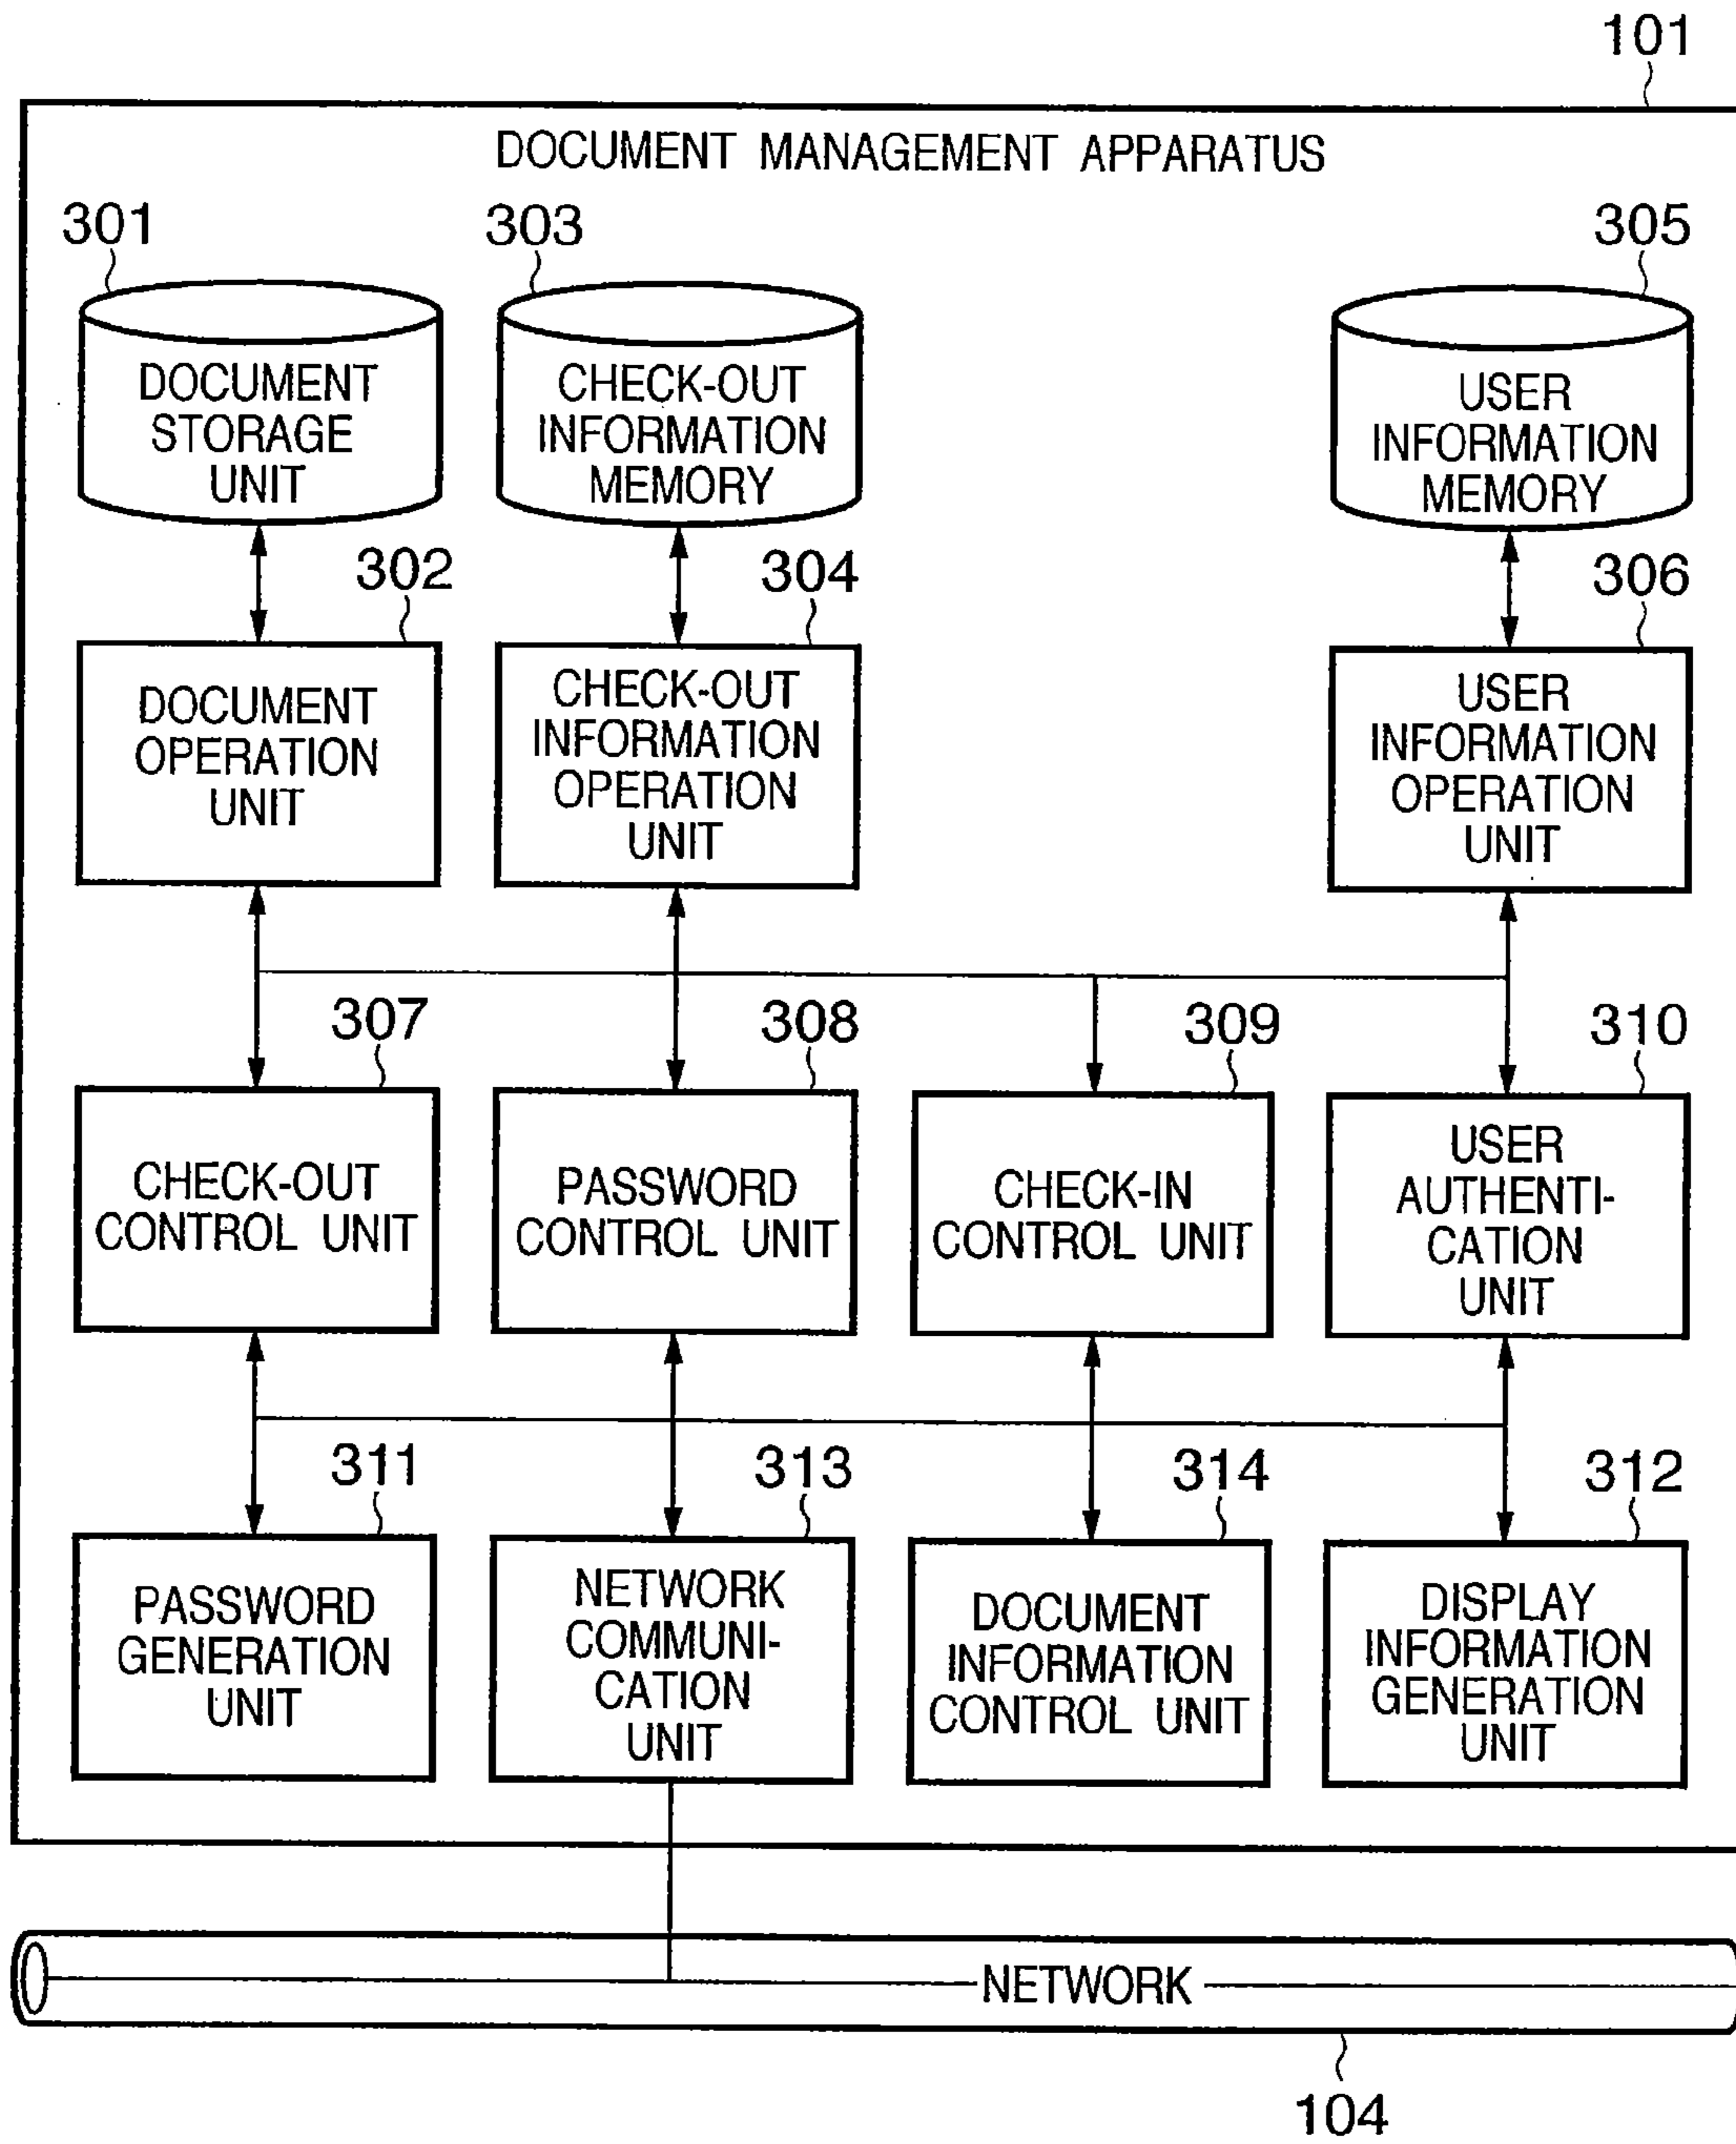 101
DOCUMENT MANAGEMENT APPARATUS
301
303
305
DOCUMENT
STORAGE
UNIT
CHECK-OUT
INFORMATION
MEMORY
USER
INFORMATION
MEMORY
302
304
306
DOCUMENT
OPERATION
UNIT
CHECK-OUT
INFORMATION
OPERATION
UNIT
USER
INFORMATION
OPERATION
UNIT
307
308
309
310
CHECK-OUT
CONTROL UNIT
PASSWORD
CONTROL UNIT
CHECK-IN
CONTROL UNIT
USER
AUTHENTI-
CATION
UNIT
311
313
314
312
PASSWORD
GENERATION
UNIT
NETWORK
COMMUNI-
CATION
UNIT
DOCUMENT
INFORMATION
CONTROL UNIT
DISPLAY
INFORMATION
GENERATION
UNIT
NETWORK
104